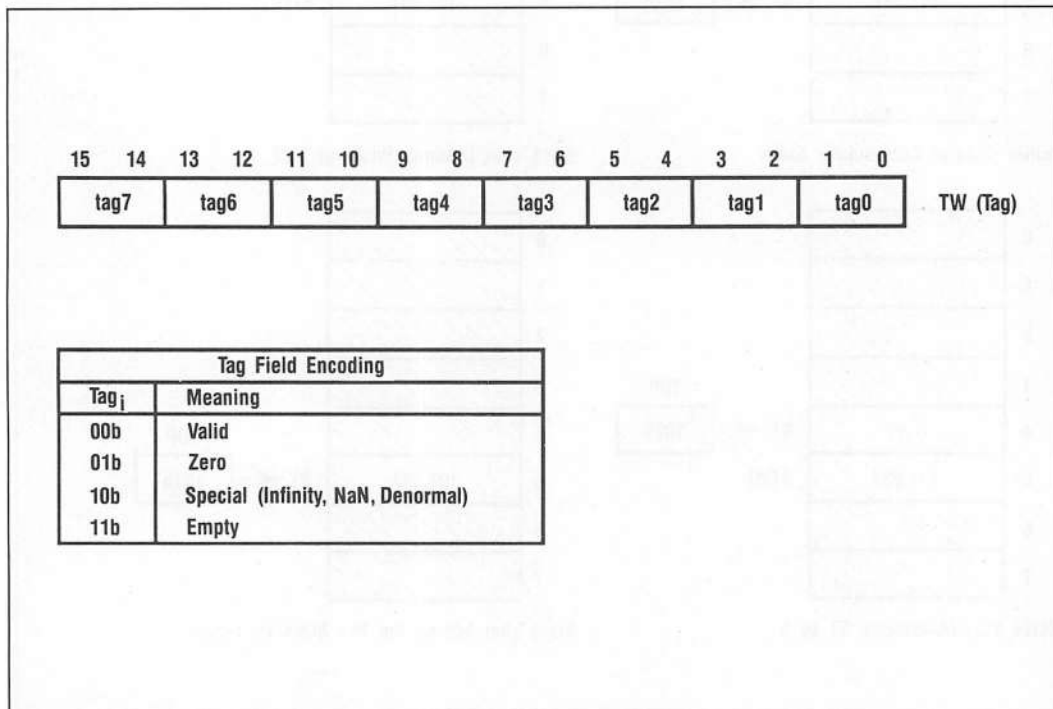 15 14 13 12 11 10 9 8 7 6 5 4 3 2 1 0
tag7 tag6 tag5 tag4 tag3 tag2 tag1 tag0 TW (Tag)
Tag Field Encoding
Tagi Meaning
00b Valid
01b Zero
10b Special (Infinity, NaN, Denormal)
11b Empty